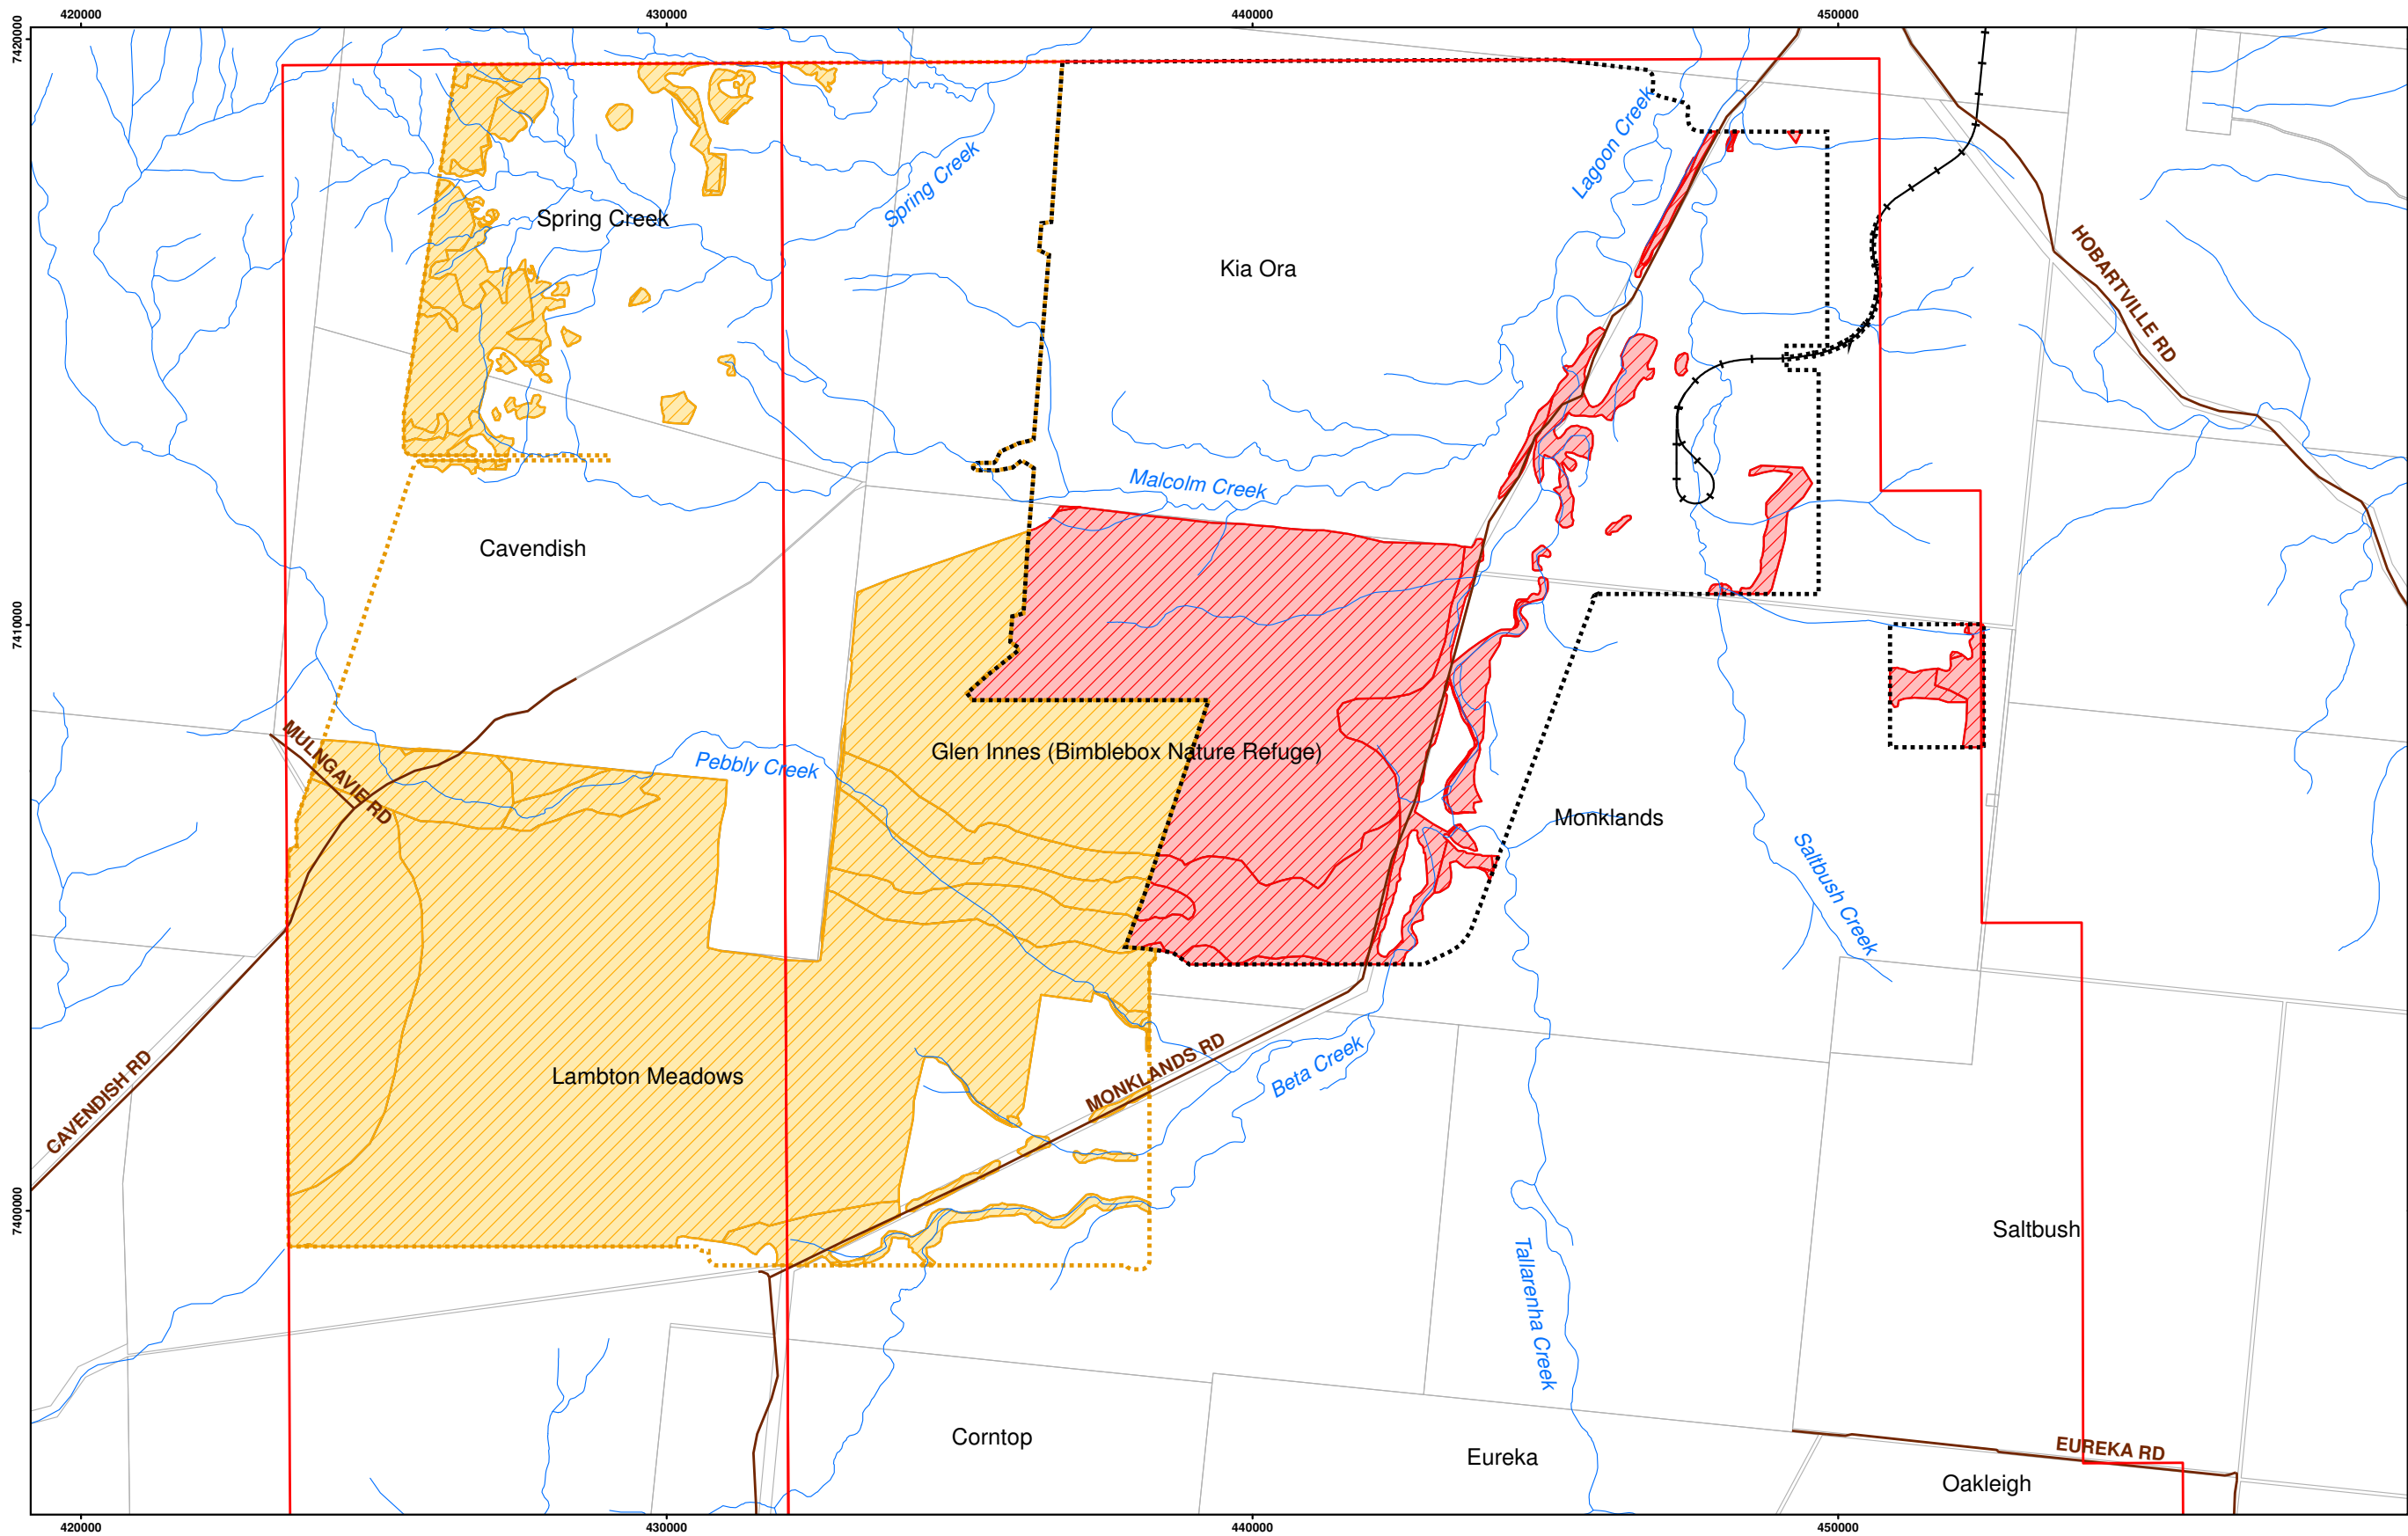 420000
430000
440000
450000
7420000
Lagoon Creek
Spring Creek
Spring Creek
HOBARTVILLE RD
Kia Ora
Malcolm Creek
Cavendish
7410000
MULNGAVIE RD
Pebbly Creek
Glen Innes (Bimblebox Nature Refuge)
Monklands
Saltbush Creek
CAVENDISH RD
Lambton Meadows
MONKLANDS RD
Beta Creek
7400000
Saltbush
Tallarenha Creek
Corntop
Eureka
EUREKA RD
Oakleigh
420000
430000
440000
450000